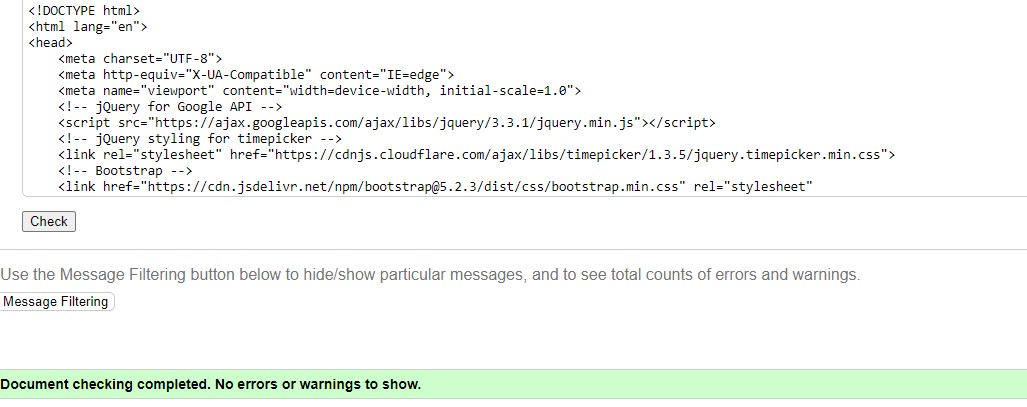 <!DOCTYPE html>
<html lang="en">
<head>
    <meta charset="UTF-8">
    <meta http-equiv="X-UA-Compatible" content="IE=edge">
    <meta name="viewport" content="width=device-width, initial-scale=1.0">
    <!-- jQuery for Google API -->
    <script src="https://ajax.googleapis.com/ajax/libs/jquery/3.3.1/jquery.min.js"></script>
    <!-- jQuery styling for timepicker -->
    <link rel="stylesheet" href="https://cdnjs.cloudflare.com/ajax/libs/timepicker/1.3.5/jquery.timepicker.min.css">
    <!-- Bootstrap -->
    <link href="https://cdn.jsdelivr.net/npm/bootstrap@5.2.3/dist/css/bootstrap.min.css" rel="stylesheet"
Check
Use the Message Filtering button below to hide/show particular messages, and to see total counts of errors and warnings.
Message Filtering
Document checking completed. No errors or warnings to show.